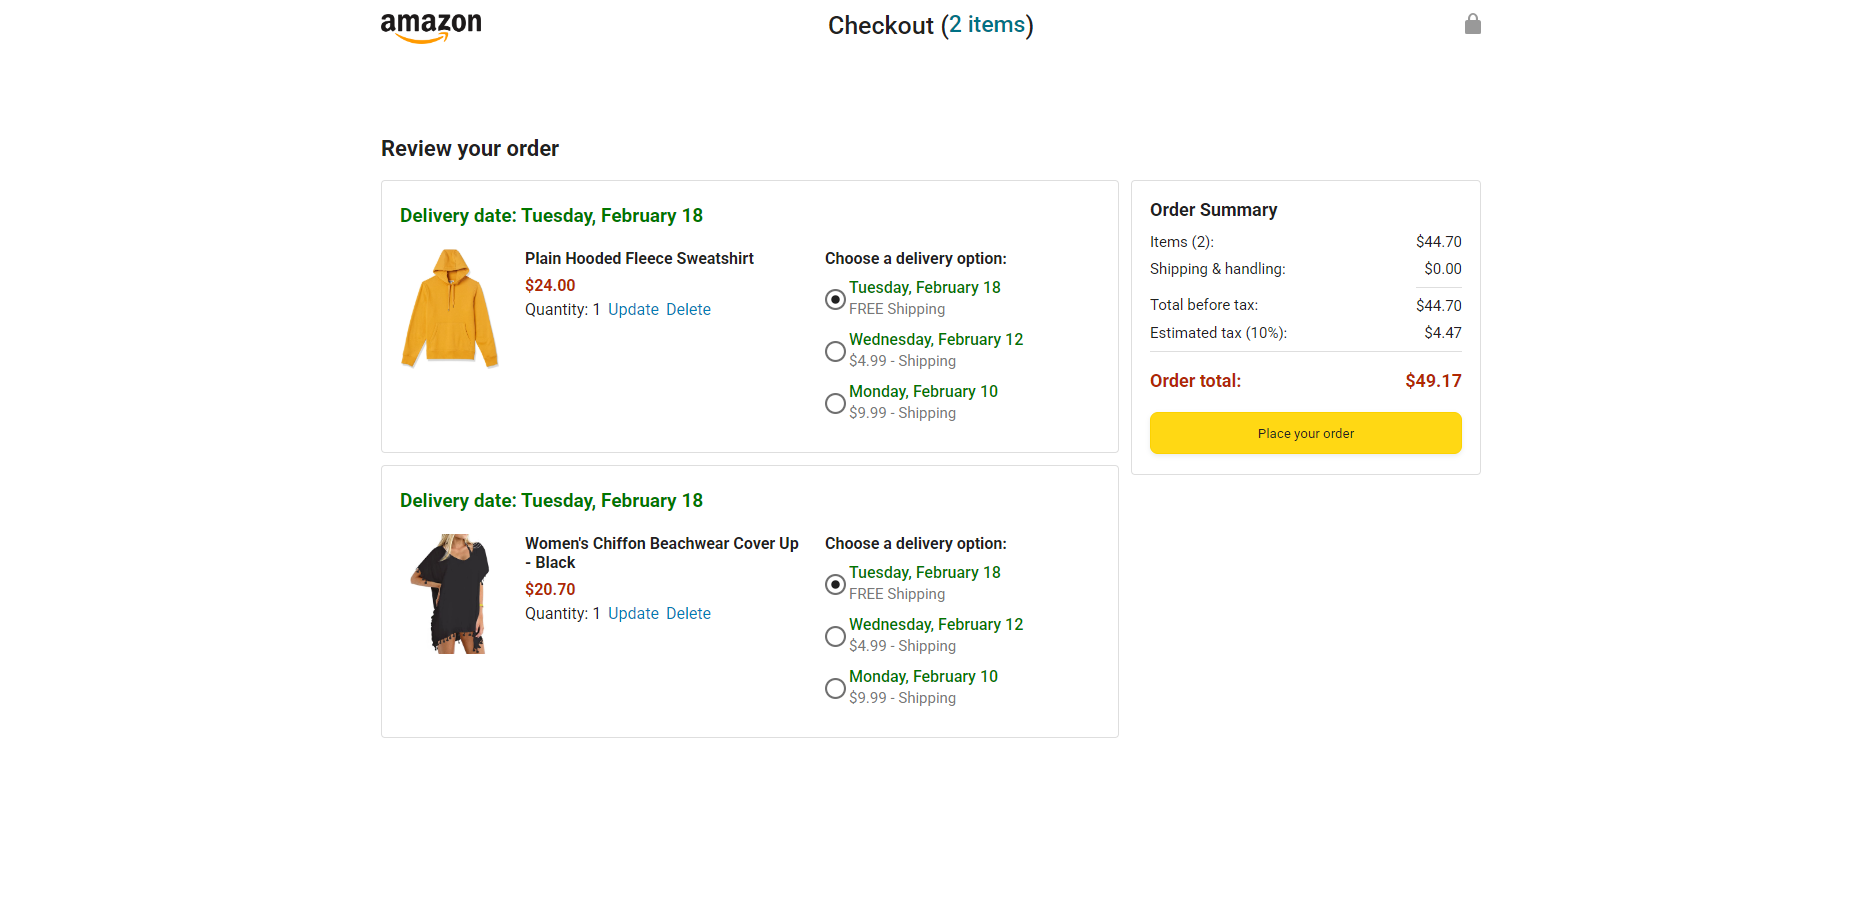 amazon
Checkout (2 items)
Review your order
Delivery date: Tuesday, February 18
Plain Hooded Fleece Sweatshirt
$24.00
Quantity: 1 Update Delete
Choose a delivery option:
Tuesday, February 18
FREE Shipping
Wednesday, February 12
$4.99 - Shipping
Monday, February 10
$9.99 - Shipping
Delivery date: Tuesday, February 18
Women's Chiffon Beachwear Cover Up
- Black
$20.70
Quantity: 1 Update Delete
Choose a delivery option:
Tuesday, February 18
FREE Shipping
Wednesday, February 12
$4.99 - Shipping
Monday, February 10
$9.99 - Shipping
Order Summary
Items (2): $44.70
Shipping & handling: $0.00
Total before tax: $44.70
Estimated tax (10%): $4.47
Order total: $49.17
Place your order